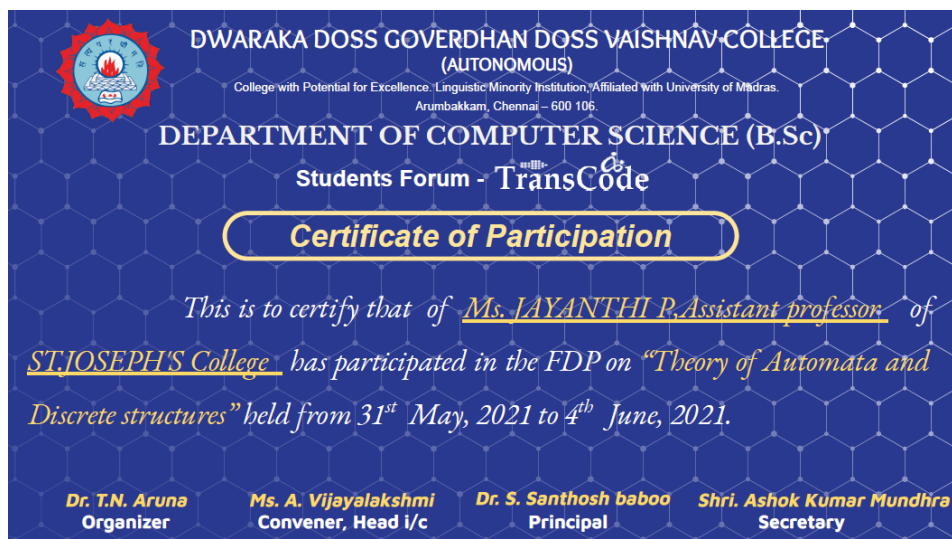 DWARAKA DOSS GOVERDHAN DOSS VAISHNAV COLLEGE
(AUTONOMOUS)
College with Potential for Excellence. Linguistic Minority Institution, Affiliated with University of Madras.
Arumbakkam, Chennai – 600 106.
DEPARTMENT OF COMPUTER SCIENCE (B.Sc)
Students Forum - TransCode
Certificate of Participation
This is to certify that of Ms. JAYANTHI P,Assistant professor of
ST.JOSEPH'S College has participated in the FDP on “Theory of Automata and
Discrete structures” held from 31st May, 2021 to 4th June, 2021.
Dr. T.N. Aruna Ms. A. Vijayalakshmi Dr. S. Santhosh baboo Shri. Ashok Kumar Mundhra
Organizer Convener, Head i/c Principal Secretary